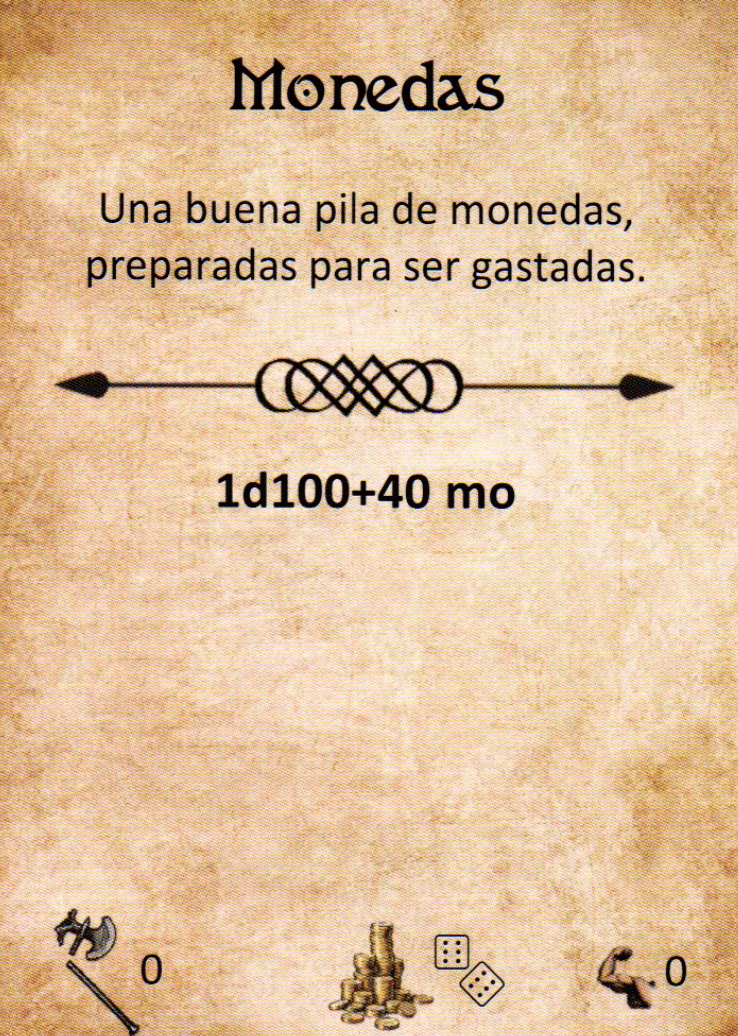 Monedas
Una buena pila de monedas,
preparadas para ser gastadas.
1d100+40 mo
0
0